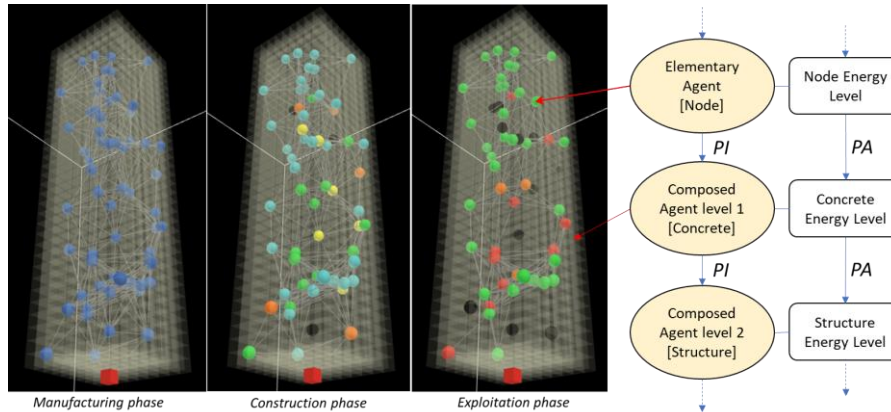 Elementary
Agent
[Node]
Node Energy
Level
PI
PA
Composed
Agent level 1
[Concrete]
Concrete
Energy Level
PI
PA
Composed
Agent level 2
[Structure]
Structure
Energy Level
Manufacturing phase
Construction phase
Exploitation phase